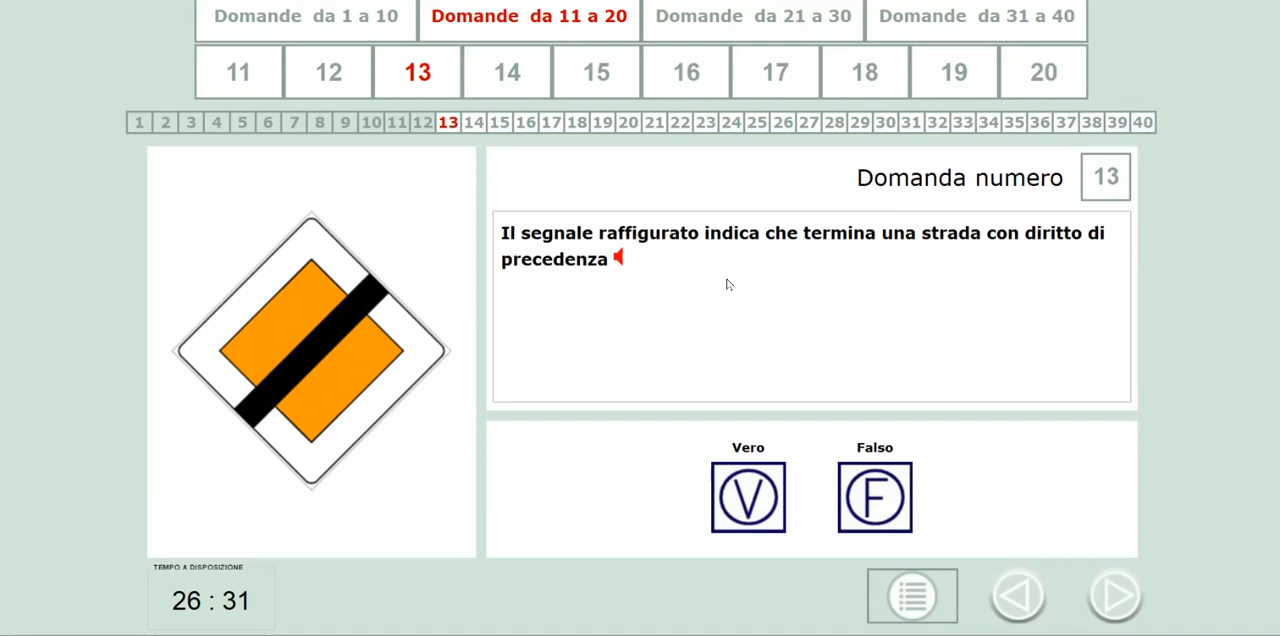 Domande da 1 a 10 Domande da 11 a 20 Domande da 21 a 30 Domande da 31 a 40
11 12 13 14 15 16 17 18 19 20
1 2 3 4 5 6 7 8 9 10 11 12 13 14 15 16 17 18 19 20 21 22 23 24 25 26 27 28 29 30 31 32 33 34 35 36 37 38 39 40
Domanda numero 13
Il segnale raffigurato indica che termina una strada con diritto di
precedenza
Vero Falso
V F
TEMPO A DISPOSIZIONE
26 : 31